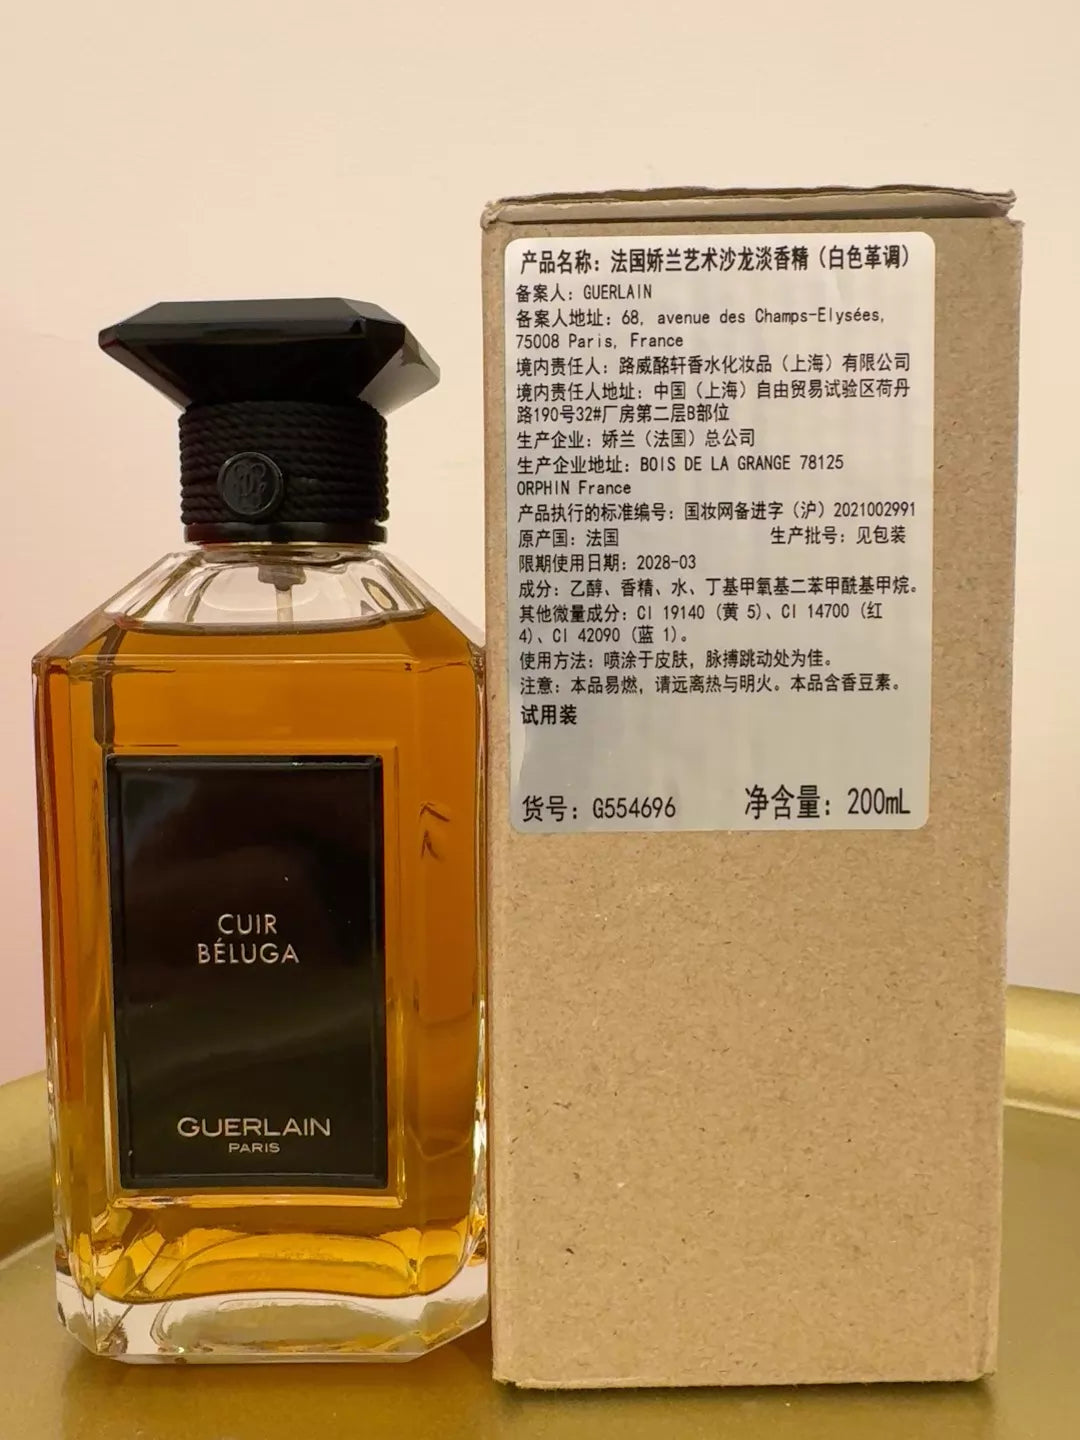 CUIR
BÉLUGA
GUERLAIN
PARIS
产品名称：法国娇兰艺术沙龙淡香精（白色革调）
备案人：GUERLAIN
备案人地址：68, avenue des Champs-Elysées,
75008 Paris, France
境内责任人：路威酩轩香水化妆品（上海）有限公司
境内责任人地址：中国（上海）自由贸易试验区荷丹
路190号32#厂房第二层B部位
生产企业：娇兰（法国）总公司
生产企业地址：BOIS DE LA GRANGE 78125
ORPHIN France
产品执行的标准编号：国妆网备进字（沪）2021002991
原产国：法国 生产批号：见包装
限期使用日期：2028-03
成分：乙醇、香精、水、丁基甲氧基二苯甲酰基甲烷。
其他微量成分：CI 19140（黄 5）、CI 14700（红
4）、CI 42090（蓝 1）。
使用方法：喷涂于皮肤，脉搏跳动处为佳。
注意：本品易燃，请远离热与明火。本品含香豆素。
试用装
货号：G554696 净含量：200mL